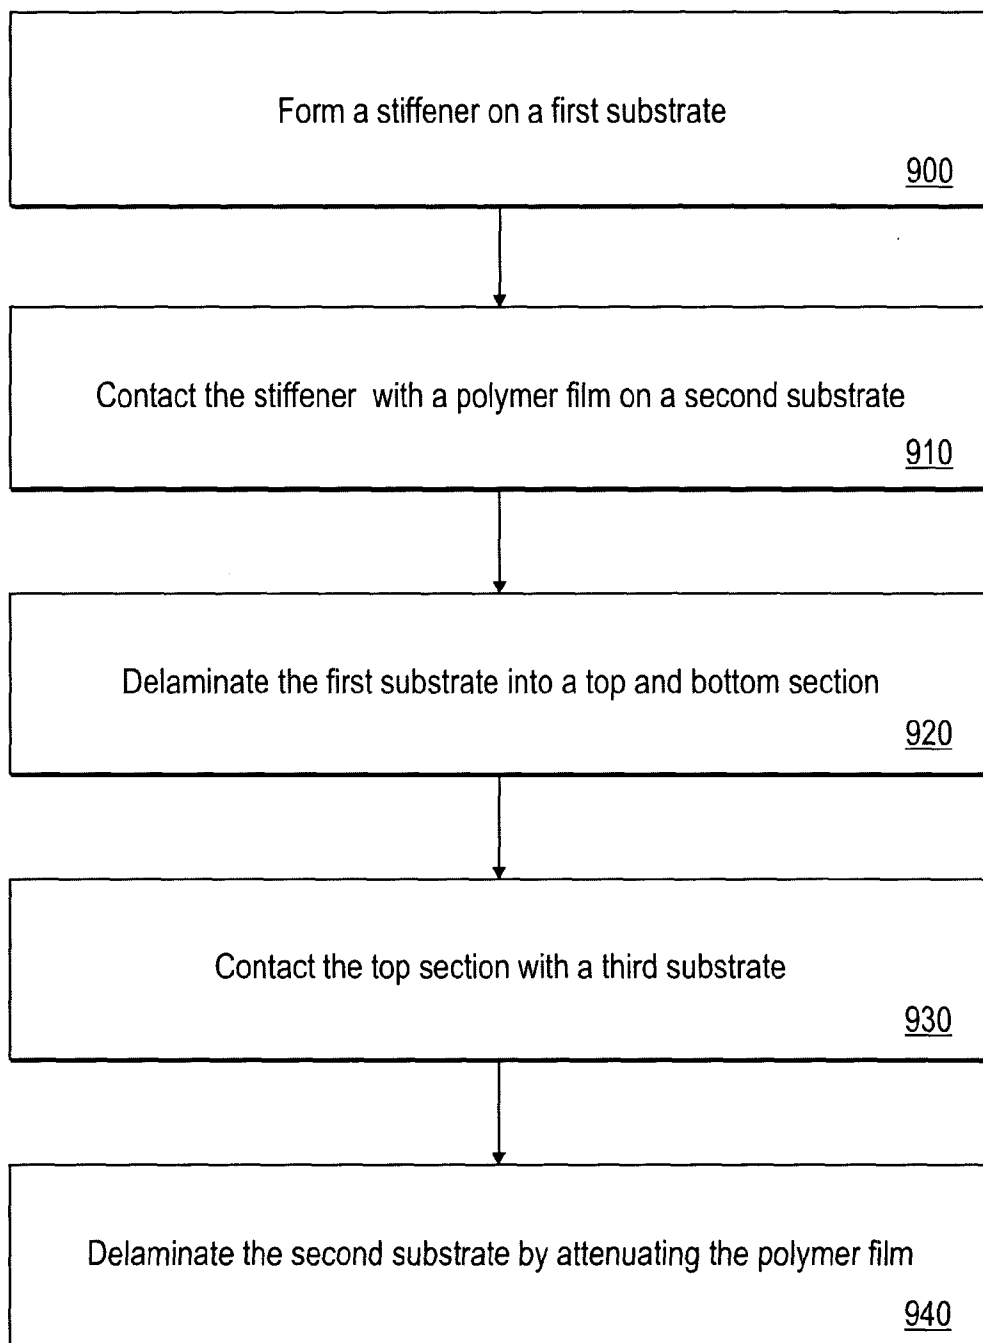 Form a stiffener on a first substrate
900
Contact the stiffener with a polymer film on a second substrate
910
Delaminate the first substrate into a top and bottom section
920
Contact the top section with a third substrate
930
Delaminate the second substrate by attenuating the polymer film
940